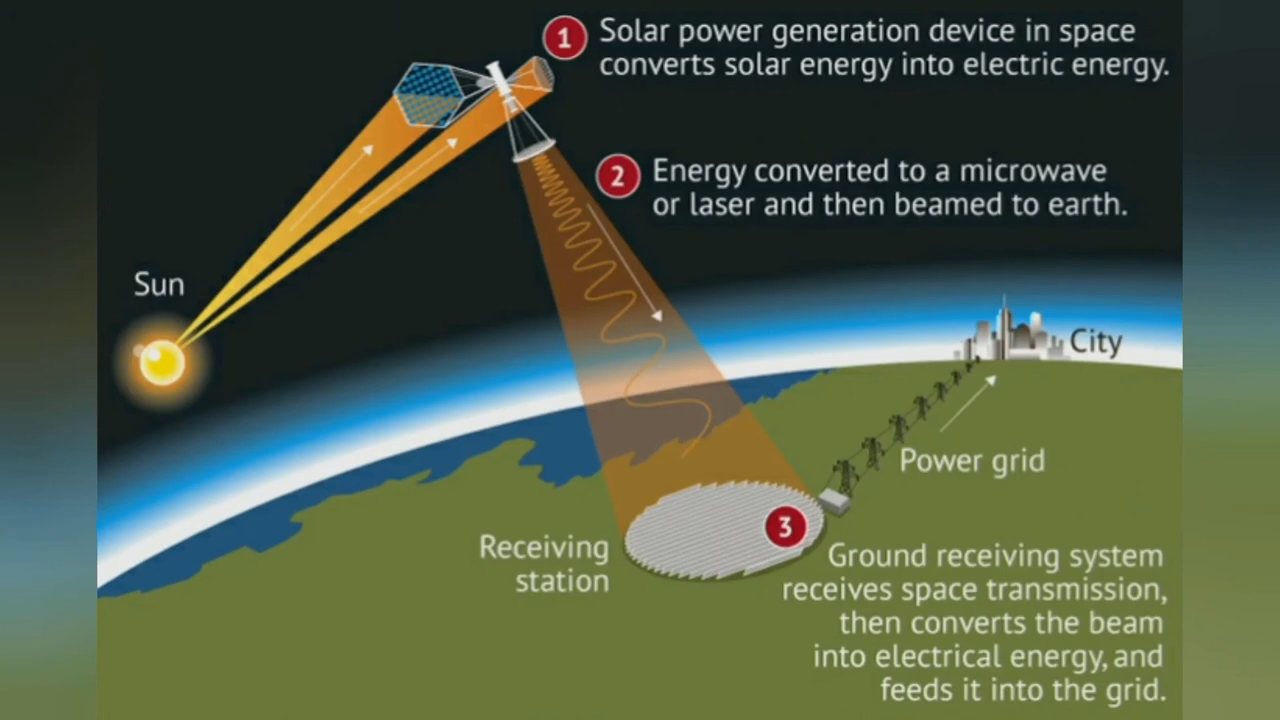 1 Solar power generation device in space
converts solar energy into electric energy.
2 Energy converted to a microwave
or laser and then beamed to earth.
Sun
City
Power grid
Receiving
station
3
Ground receiving system
receives space transmission,
then converts the beam
into electrical energy, and
feeds it into the grid.